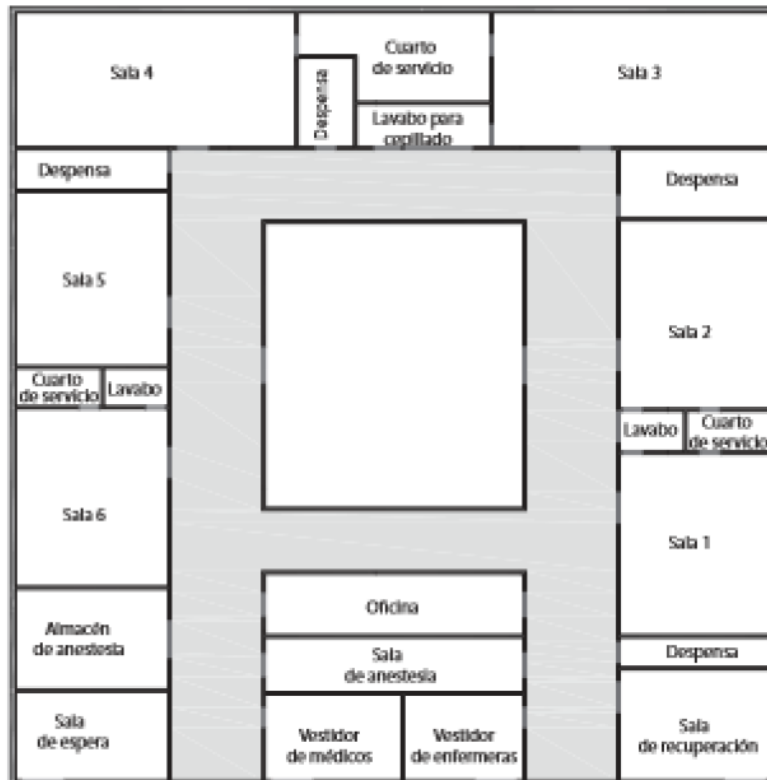 Sala 4
Cuarto
de servicio
Sala 3
Despensa
Lavabo para
cepillado
Despensa
Despensa
Sala 5
Sala 2
Cuarto
de servicio
Lavabo
Lavabo
Cuarto
de servicio
Sala 6
Sala 1
Oficina
Almacén
de anestesia
Sala
de anestesia
Despensa
Sala
de espera
Vestidor
de médicos
Vestidor
de enfermeras
Sala
de recuperación